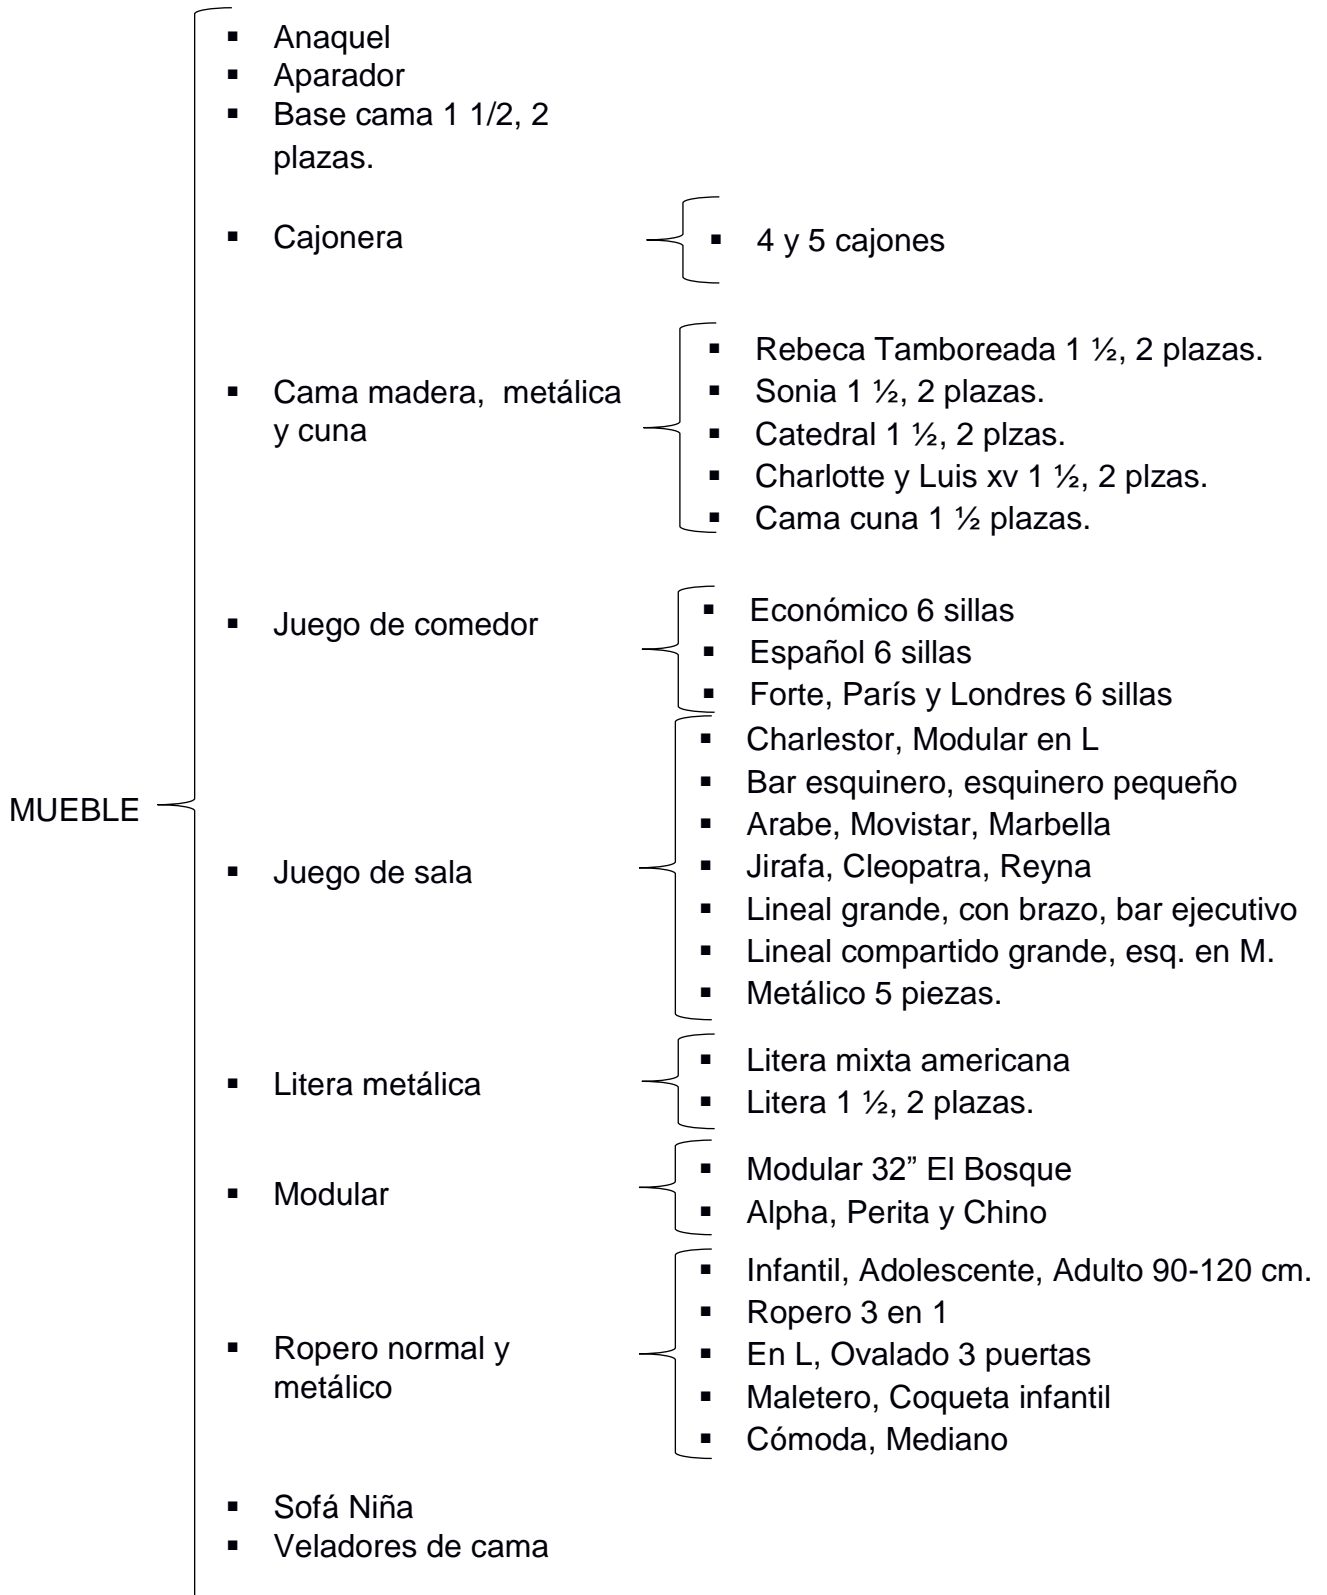 Anaquel
Aparador
Base cama 1 1/2, 2
plazas.
Cajonera
4 y 5 cajones
Cama madera, metálica
y cuna
Rebeca Tamboreada 1 ½, 2 plazas.
Sonia 1 ½, 2 plazas.
Catedral 1 ½, 2 plzas.
Charlotte y Luis xv 1 ½, 2 plzas.
Cama cuna 1 ½ plazas.
Juego de comedor
Económico 6 sillas
Español 6 sillas
Forte, París y Londres 6 sillas
MUEBLE
Juego de sala
Charlestor, Modular en L
Bar esquinero, esquinero pequeño
Arabe, Movistar, Marbella
Jirafa, Cleopatra, Reyna
Lineal grande, con brazo, bar ejecutivo
Lineal compartido grande, esq. en M.
Metálico 5 piezas.
Litera metálica
Litera mixta americana
Litera 1 ½, 2 plazas.
Modular
Modular 32” El Bosque
Alpha, Perita y Chino
Ropero normal y
metálico
Infantil, Adolescente, Adulto 90-120 cm.
Ropero 3 en 1
En L, Ovalado 3 puertas
Maletero, Coqueta infantil
Cómoda, Mediano
Sofá Niña
Veladores de cama